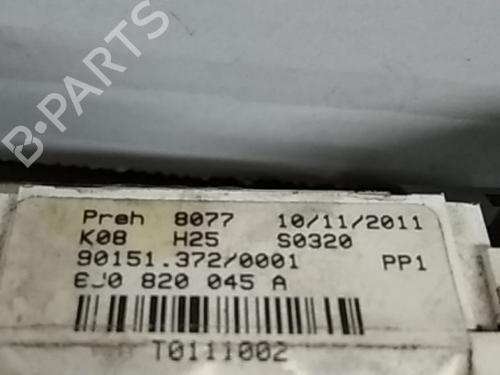 B-PARTS
Preh 8077 10/11/2011
K08 H25 S0320
90151.372/0001 PP1
6J0 820 045 A
T0111002